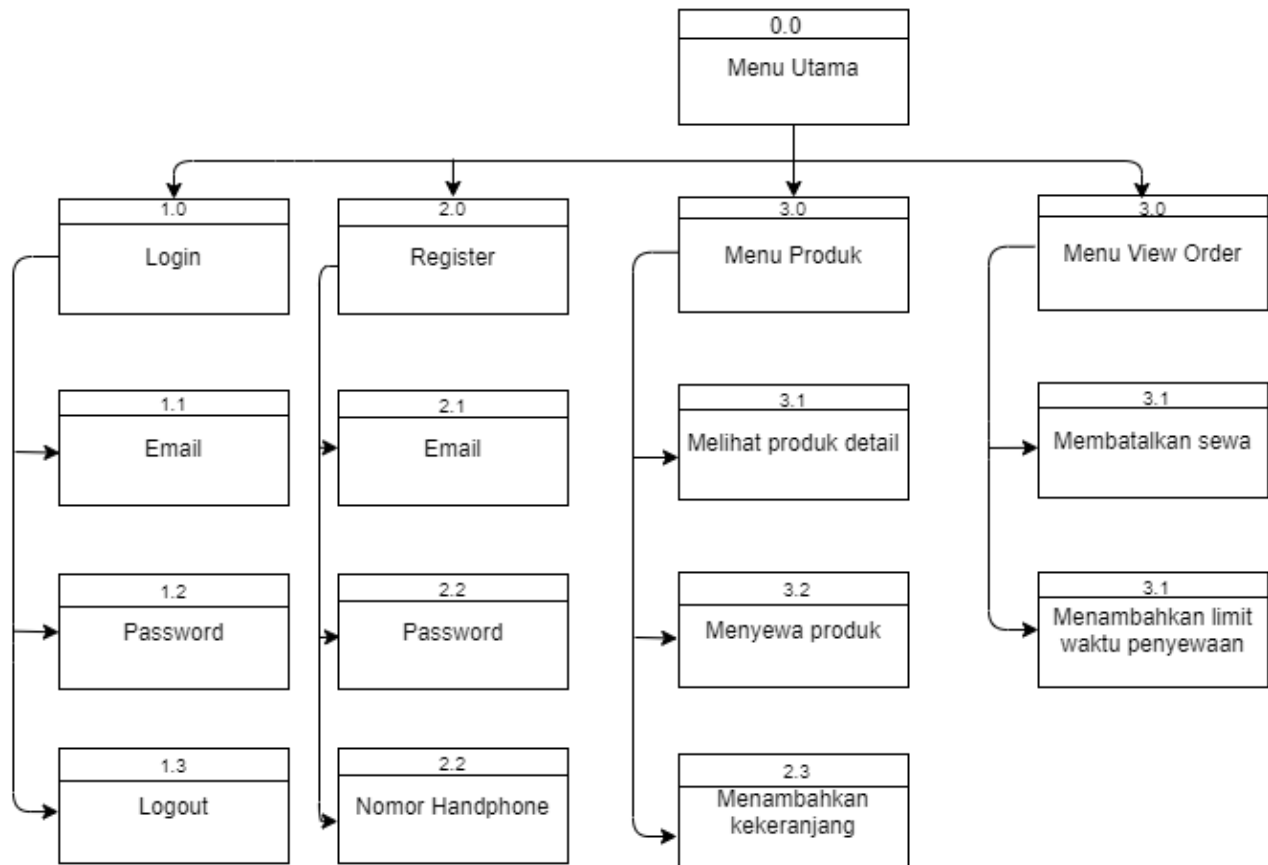 0.0
Menu Utama
1.0
Login
2.0
Register
3.0
Menu Produk
3.0
Menu View Order
1.1
Email
2.1
Email
3.1
Melihat produk detail
3.1
Membatalkan sewa
1.2
Password
2.2
Password
3.2
Menyewa produk
3.1
Menambahkan limit
waktu penyewaan
1.3
Logout
2.2
Nomor Handphone
2.3
Menambahkan
kekeranjang